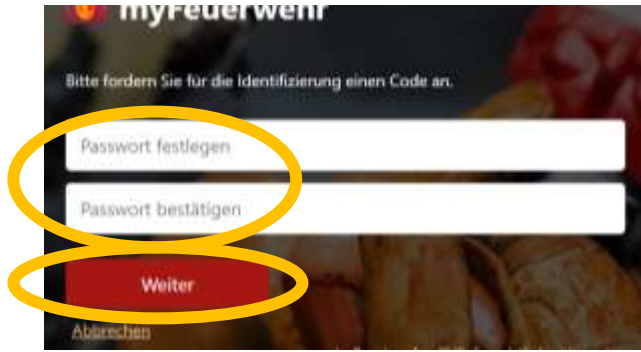 myFeuerwehr
Bitte fordern Sie für die Identifizierung einen Code an.
Passwort festlegen
Passwort bestätigen
Weiter
Abbrechen